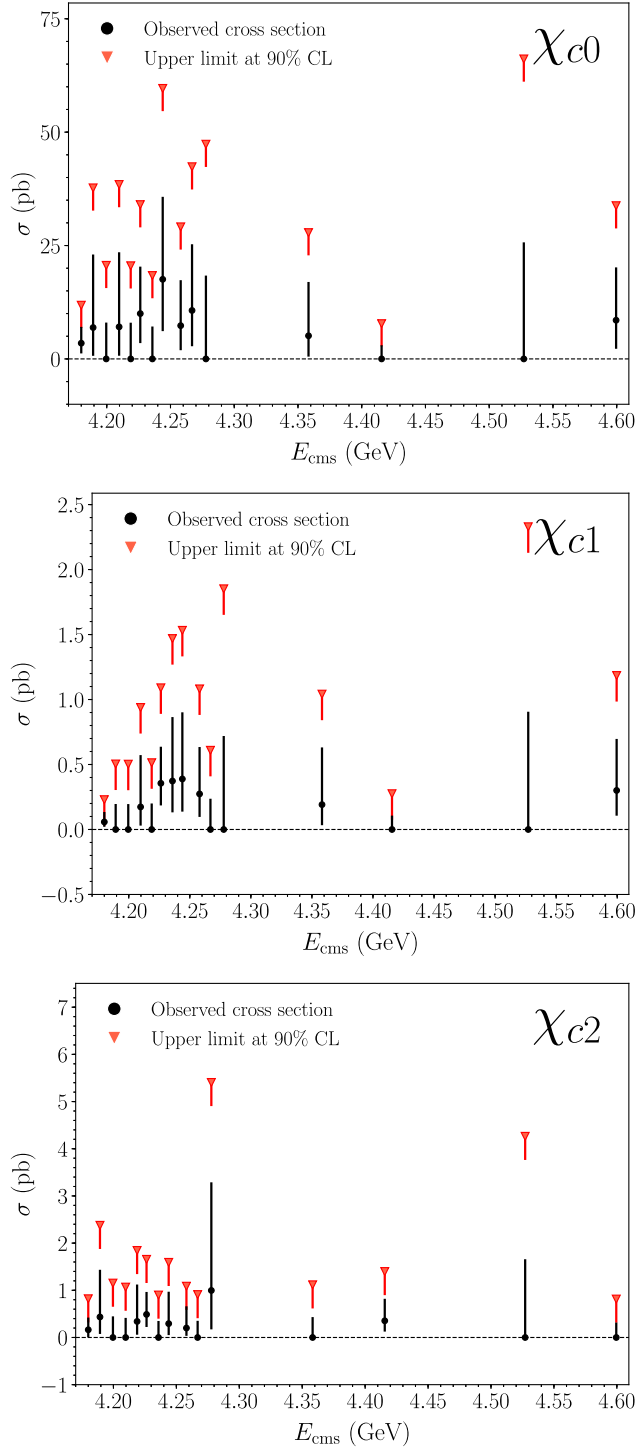 Observed cross section
Upper limit at 90% CL
χc0
75
50
25
0
σ (pb)
4.20 4.25 4.30 4.35 4.40 4.45 4.50 4.55 4.60
Ecms (GeV)
Observed cross section
Upper limit at 90% CL
χc1
2.5
2.0
1.5
1.0
0.5
0.0
−0.5
σ (pb)
4.20 4.25 4.30 4.35 4.40 4.45 4.50 4.55 4.60
Ecms (GeV)
Observed cross section
Upper limit at 90% CL
χc2
7
6
5
4
3
2
1
0
−1
σ (pb)
4.20 4.25 4.30 4.35 4.40 4.45 4.50 4.55 4.60
Ecms (GeV)